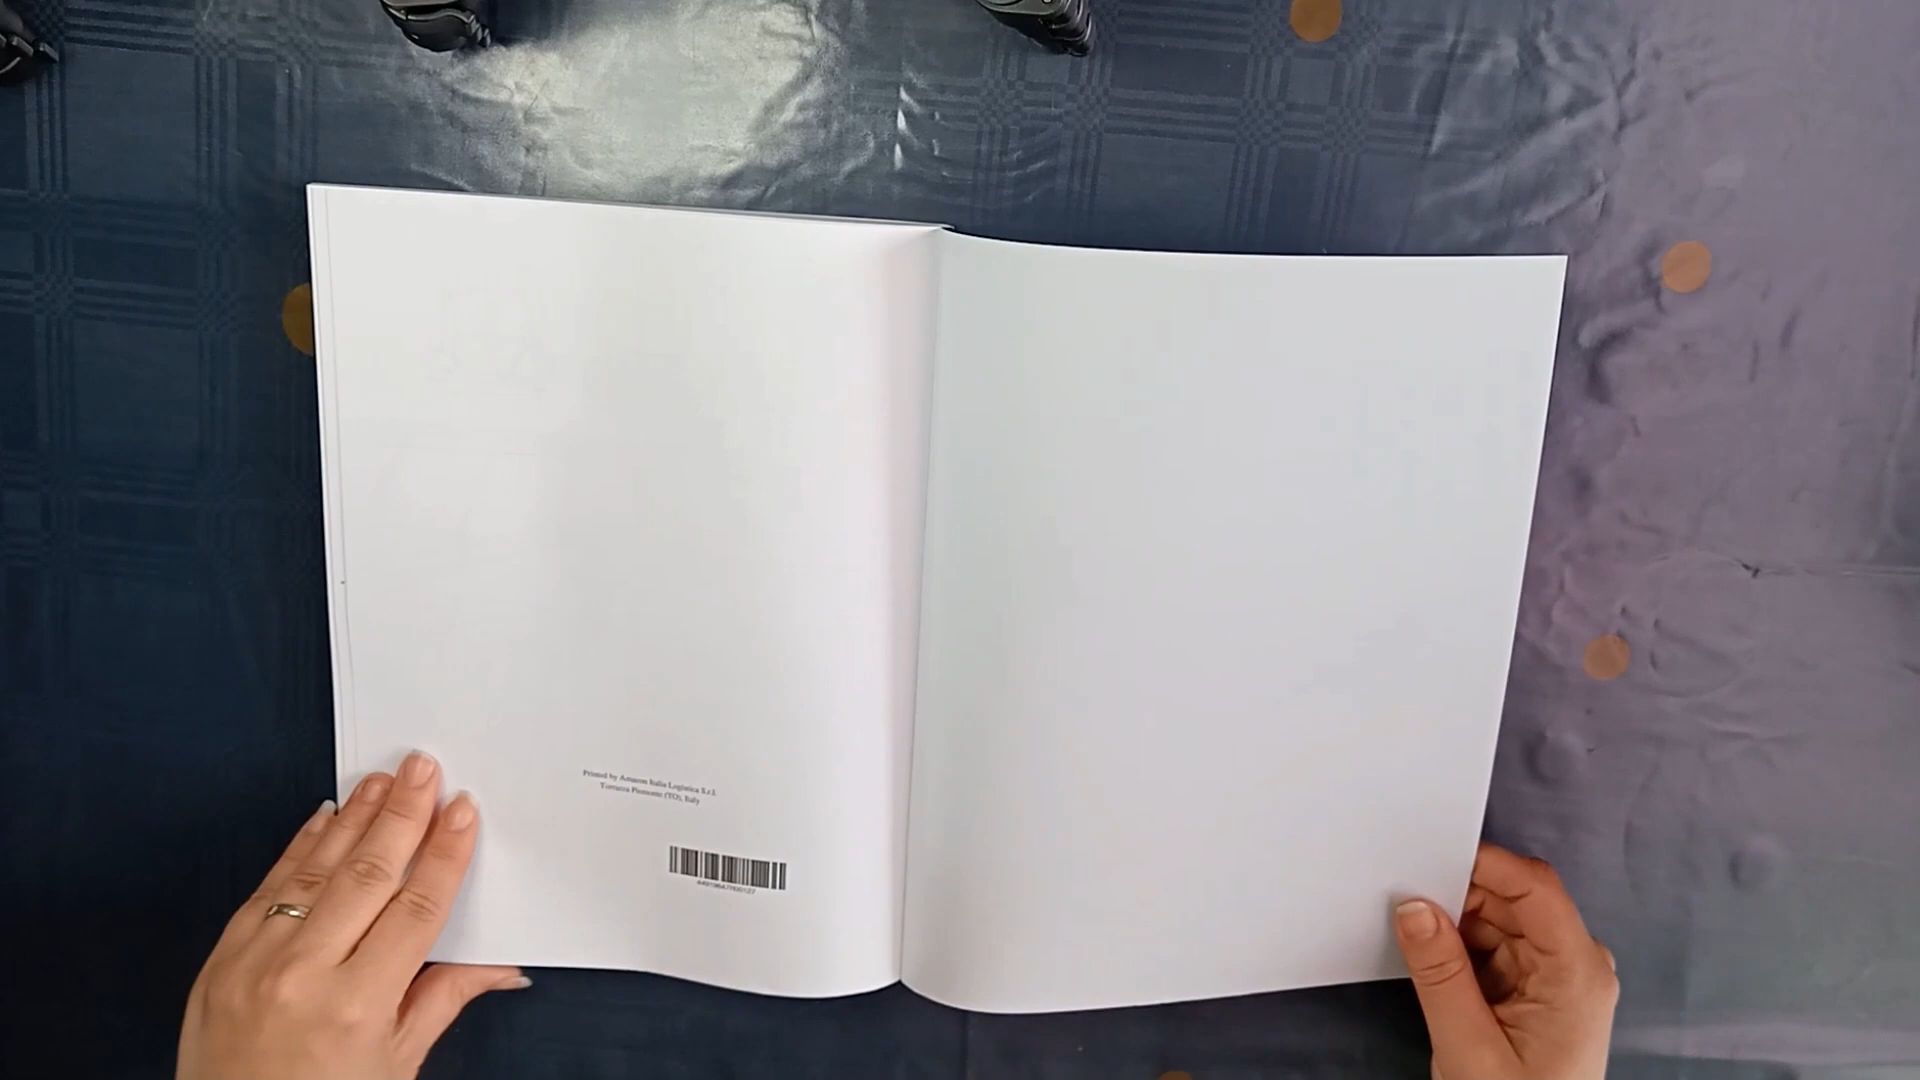 Printed by Amazon Italia Logistica S.r.l.
Torrazza Piemonte (TO), Italy